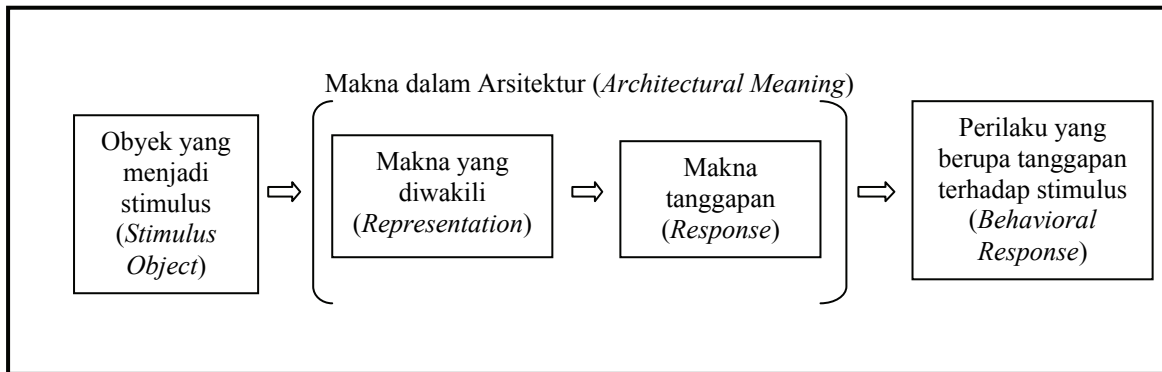 Makna dalam Arsitektur (Architectural Meaning)
Obyek yang
menjadi
stimulus
(Stimulus
Object)
Makna yang
diwakili
(Representation)
Makna
tanggapan
(Response)
Perilaku yang
berupa tanggapan
terhadap stimulus
(Behavioral
Response)